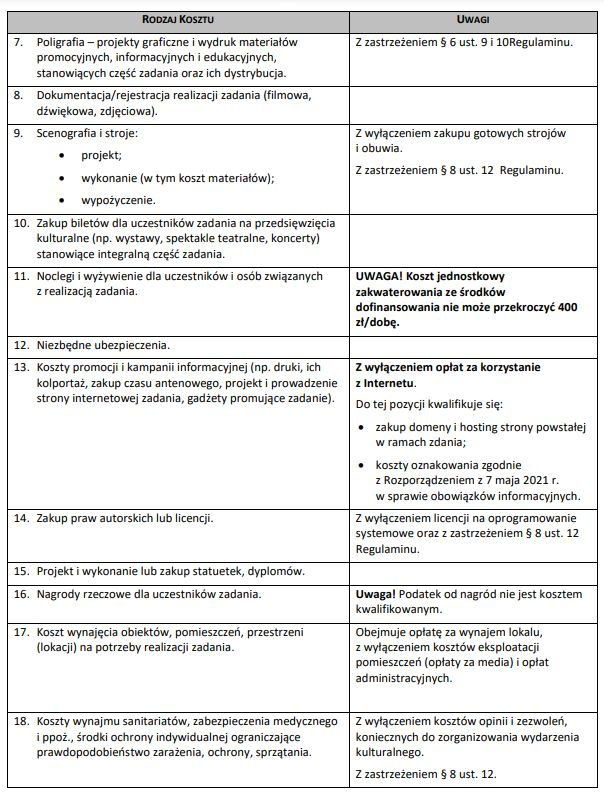 RODZAJ KOSZTU
UWAGI
7. Poligrafia – projekty graficzne i wydruk materiałów
promocyjnych, informacyjnych i edukacyjnych,
stanowiących część zadania oraz ich dystrybucja.
Z zastrzeżeniem § 6 ust. 9 i 10Regulaminu.
8. Dokumentacja/rejestracja realizacji zadania (filmowa,
dźwiękowa, zdjęciowa).
9. Scenografia i stroje:
• projekt;
• wykonanie (w tym koszt materiałów);
• wypożyczenie.
Z wyłączeniem zakupu gotowych strojów
i obuwia.
Z zastrzeżeniem § 8 ust. 12 Regulaminu.
10. Zakup biletów dla uczestników zadania na przedsięwzięcia
kulturalne (np. wystawy, spektakle teatralne, koncerty)
stanowiące integralną część zadania.
11. Noclegi i wyżywienie dla uczestników i osób związanych
z realizacją zadania.
UWAGA! Koszt jednostkowy
zakwaterowania ze środków
dofinansowania nie może przekroczyć 400
zł/dobę.
12. Niezbędne ubezpieczenia.
13. Koszty promocji i kampanii informacyjnej (np. druki, ich
kolportaż, zakup czasu antenowego, projekt i prowadzenie
strony internetowej zadania, gadżety promujące zadanie).
Z wyłączeniem opłat za korzystanie
z Internetu.
Do tej pozycji kwalifikuje się:
• zakup domeny i hosting strony powstałej
w ramach zdania;
• koszty oznakowania zgodnie
z Rozporządzeniem z 7 maja 2021 r.
w sprawie obowiązków informacyjnych.
14. Zakup praw autorskich lub licencji.
Z wyłączeniem licencji na oprogramowanie
systemowe oraz z zastrzeżeniem § 8 ust. 12
Regulaminu.
15. Projekt i wykonanie lub zakup statuetek, dyplomów.
16. Nagrody rzeczowe dla uczestników zadania.
Uwaga! Podatek od nagród nie jest kosztem
kwalifikowanym.
17. Koszt wynajęcia obiektów, pomieszczeń, przestrzeni
(lokacji) na potrzeby realizacji zadania.
Obejmuje opłatę za wynajem lokalu,
z wyłączeniem kosztów eksploatacji
pomieszczeń (opłaty za media) i opłat
administracyjnych.
18. Koszty wynajmu sanitariatów, zabezpieczenia medycznego
i ppoż., środki ochrony indywidualnej ograniczające
prawdopodobieństwo zarażenia, ochrony, sprzątania.
Z wyłączeniem kosztów opinii i zezwoleń,
koniecznych do zorganizowania wydarzenia
kulturalnego.
Z zastrzeżeniem § 8 ust. 12.